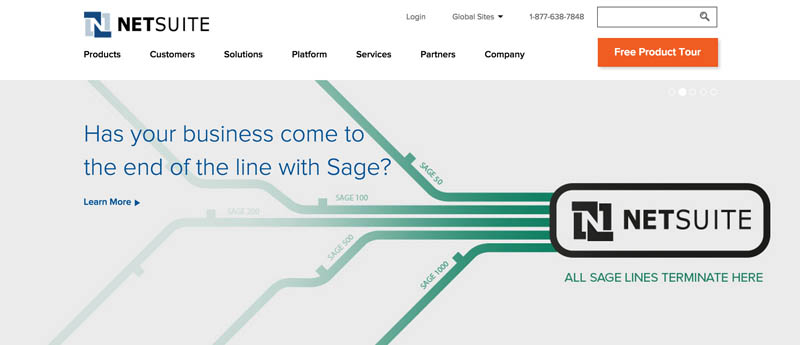 NETSUITE
Login
Global Sites
1-877-638-7848
Products
Customers
Solutions
Platform
Services
Partners
Company
Free Product Tour
Has your business come to
the end of the line with Sage?
Learn More
SAGE 50
SAGE 100
SAGE 200
SAGE 500
SAGE 1000
NETSUITE
ALL SAGE LINES TERMINATE HERE